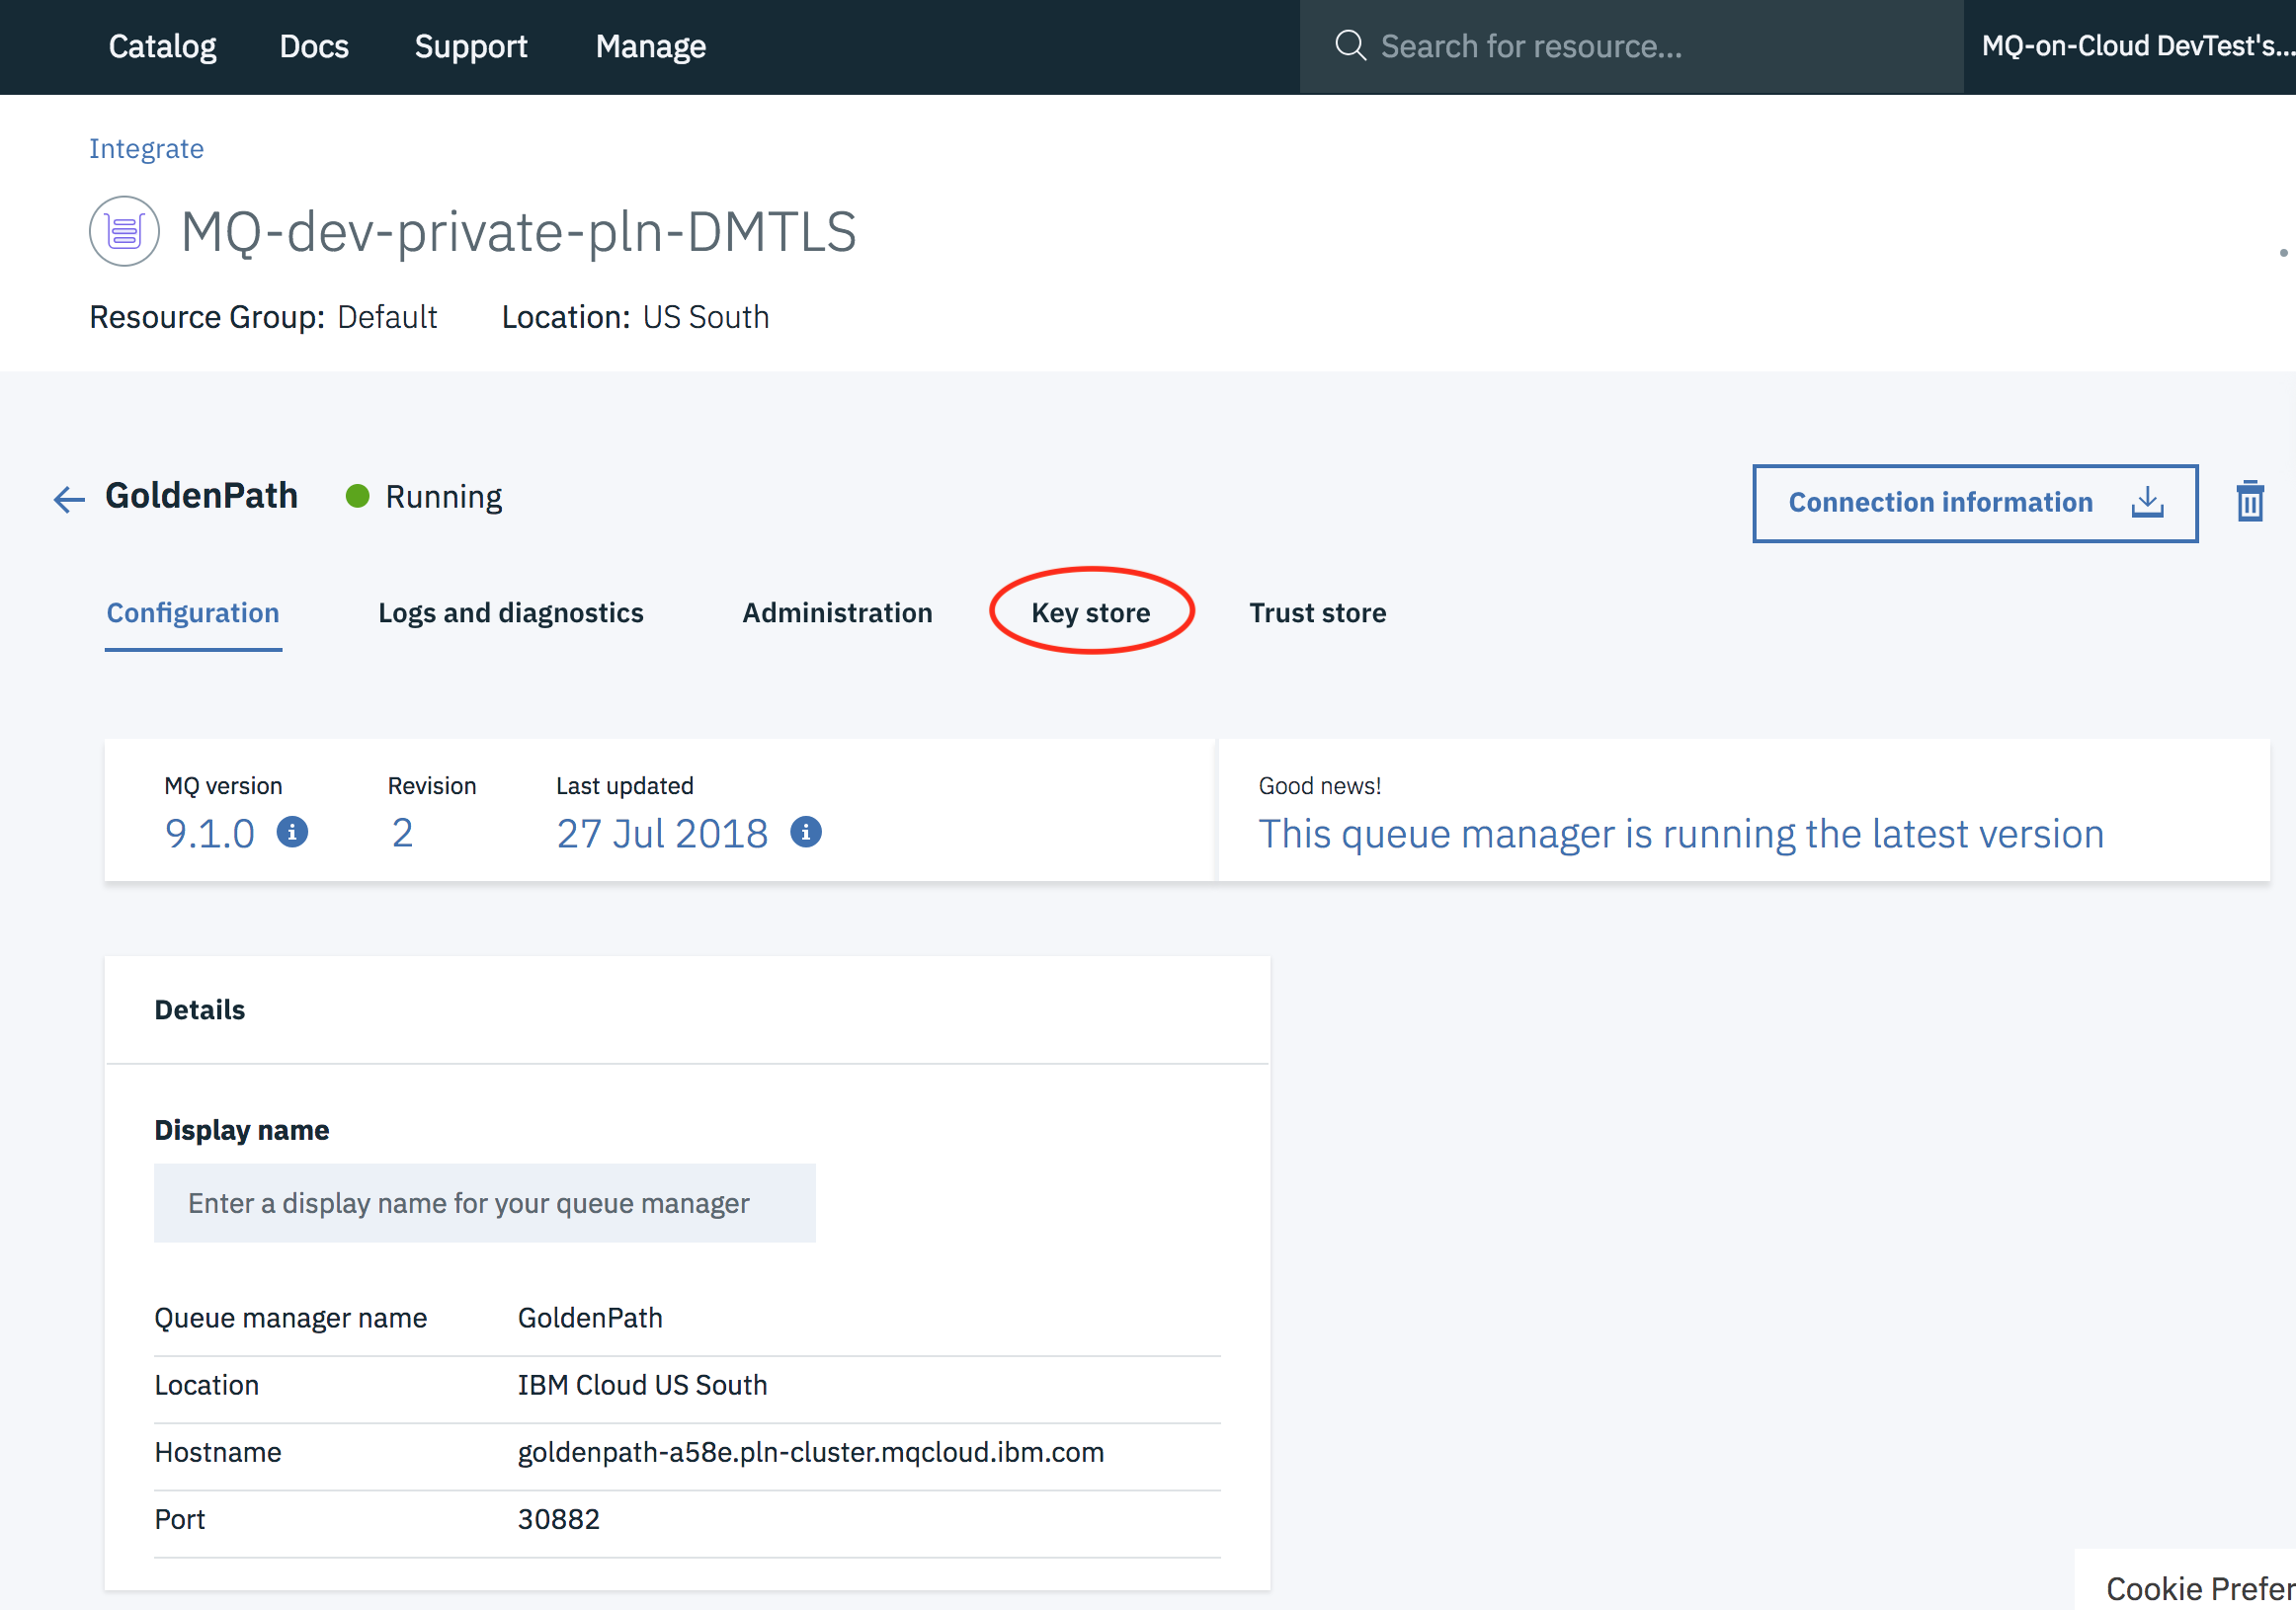 Catalog Docs Support Manage Search for resource... MQ-on-Cloud DevTest's...
Integrate
MQ-dev-private-pln-DMTLS
Resource Group: Default Location: US South
GoldenPath Running Connection information
Configuration Logs and diagnostics Administration Key store Trust store
MQ version Revision Last updated Good news!
9.1.0 2 27 Jul 2018 This queue manager is running the latest version
Details
Display name
Enter a display name for your queue manager
Queue manager name GoldenPath
Location IBM Cloud US South
Hostname goldenpath-a58e.pln-cluster.mqcloud.ibm.com
Port 30882
Cookie Prefer